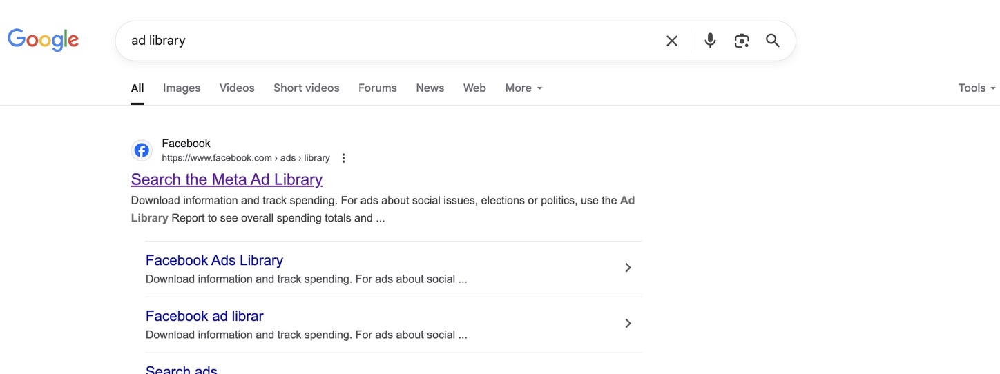 Google
ad library
All Images Videos Short videos Forums News Web More Tools
Facebook
https://www.facebook.com › ads › library
Search the Meta Ad Library
Download information and track spending. For ads about social issues, elections or politics, use the Ad
Library Report to see overall spending totals and ...
Facebook Ads Library
Download information and track spending. For ads about social ...
Facebook ad librar
Download information and track spending. For ads about social ...
Search ads